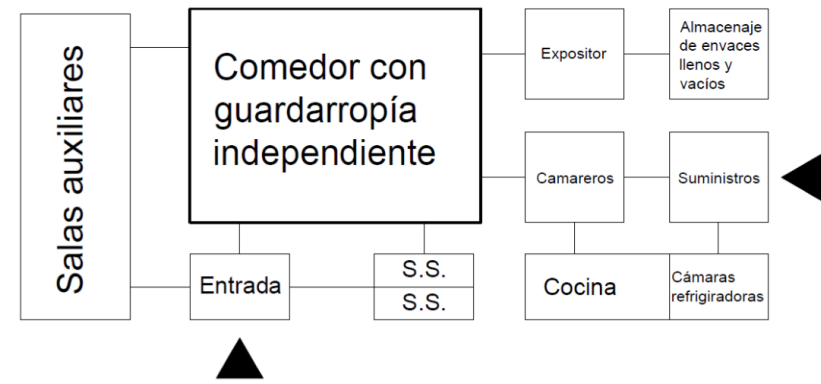 Salas auxiliares
Comedor con
guardarropía
independiente
Expositor
Almacenaje
de envaces
llenos y
vacíos
Camareros
Suministros
Entrada
S.S.
S.S.
Cocina
Cámaras
refrigiradoras